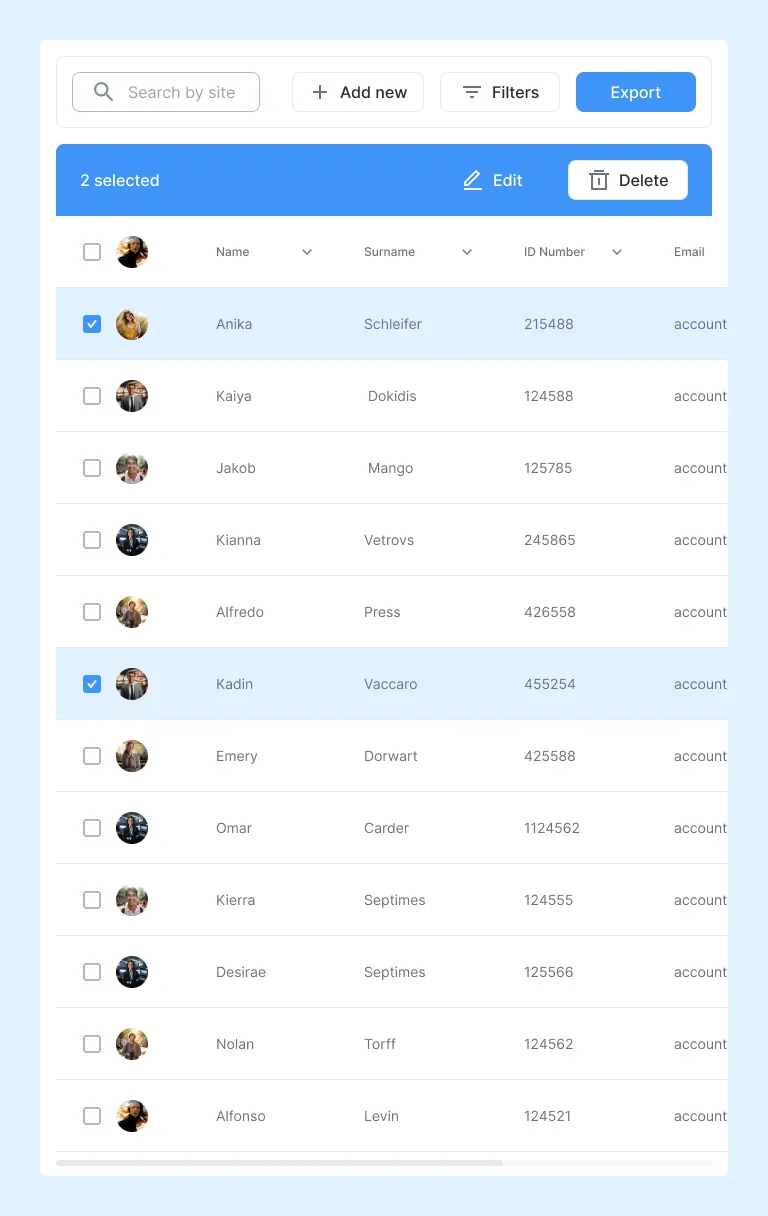 Search by site Add new Filters Export
2 selected Edit Delete
Name Surname ID Number Email
Anika Schleifer 215488 account
Kaiya Dokidis 124588 account
Jakob Mango 125785 account
Kianna Vetrovs 245865 account
Alfredo Press 426558 account
Kadin Vaccaro 455254 account
Emery Dorwart 425588 account
Omar Carder 1124562 account
Kierra Septimes 124555 account
Desirae Septimes 125566 account
Nolan Torff 124562 account
Alfonso Levin 124521 account